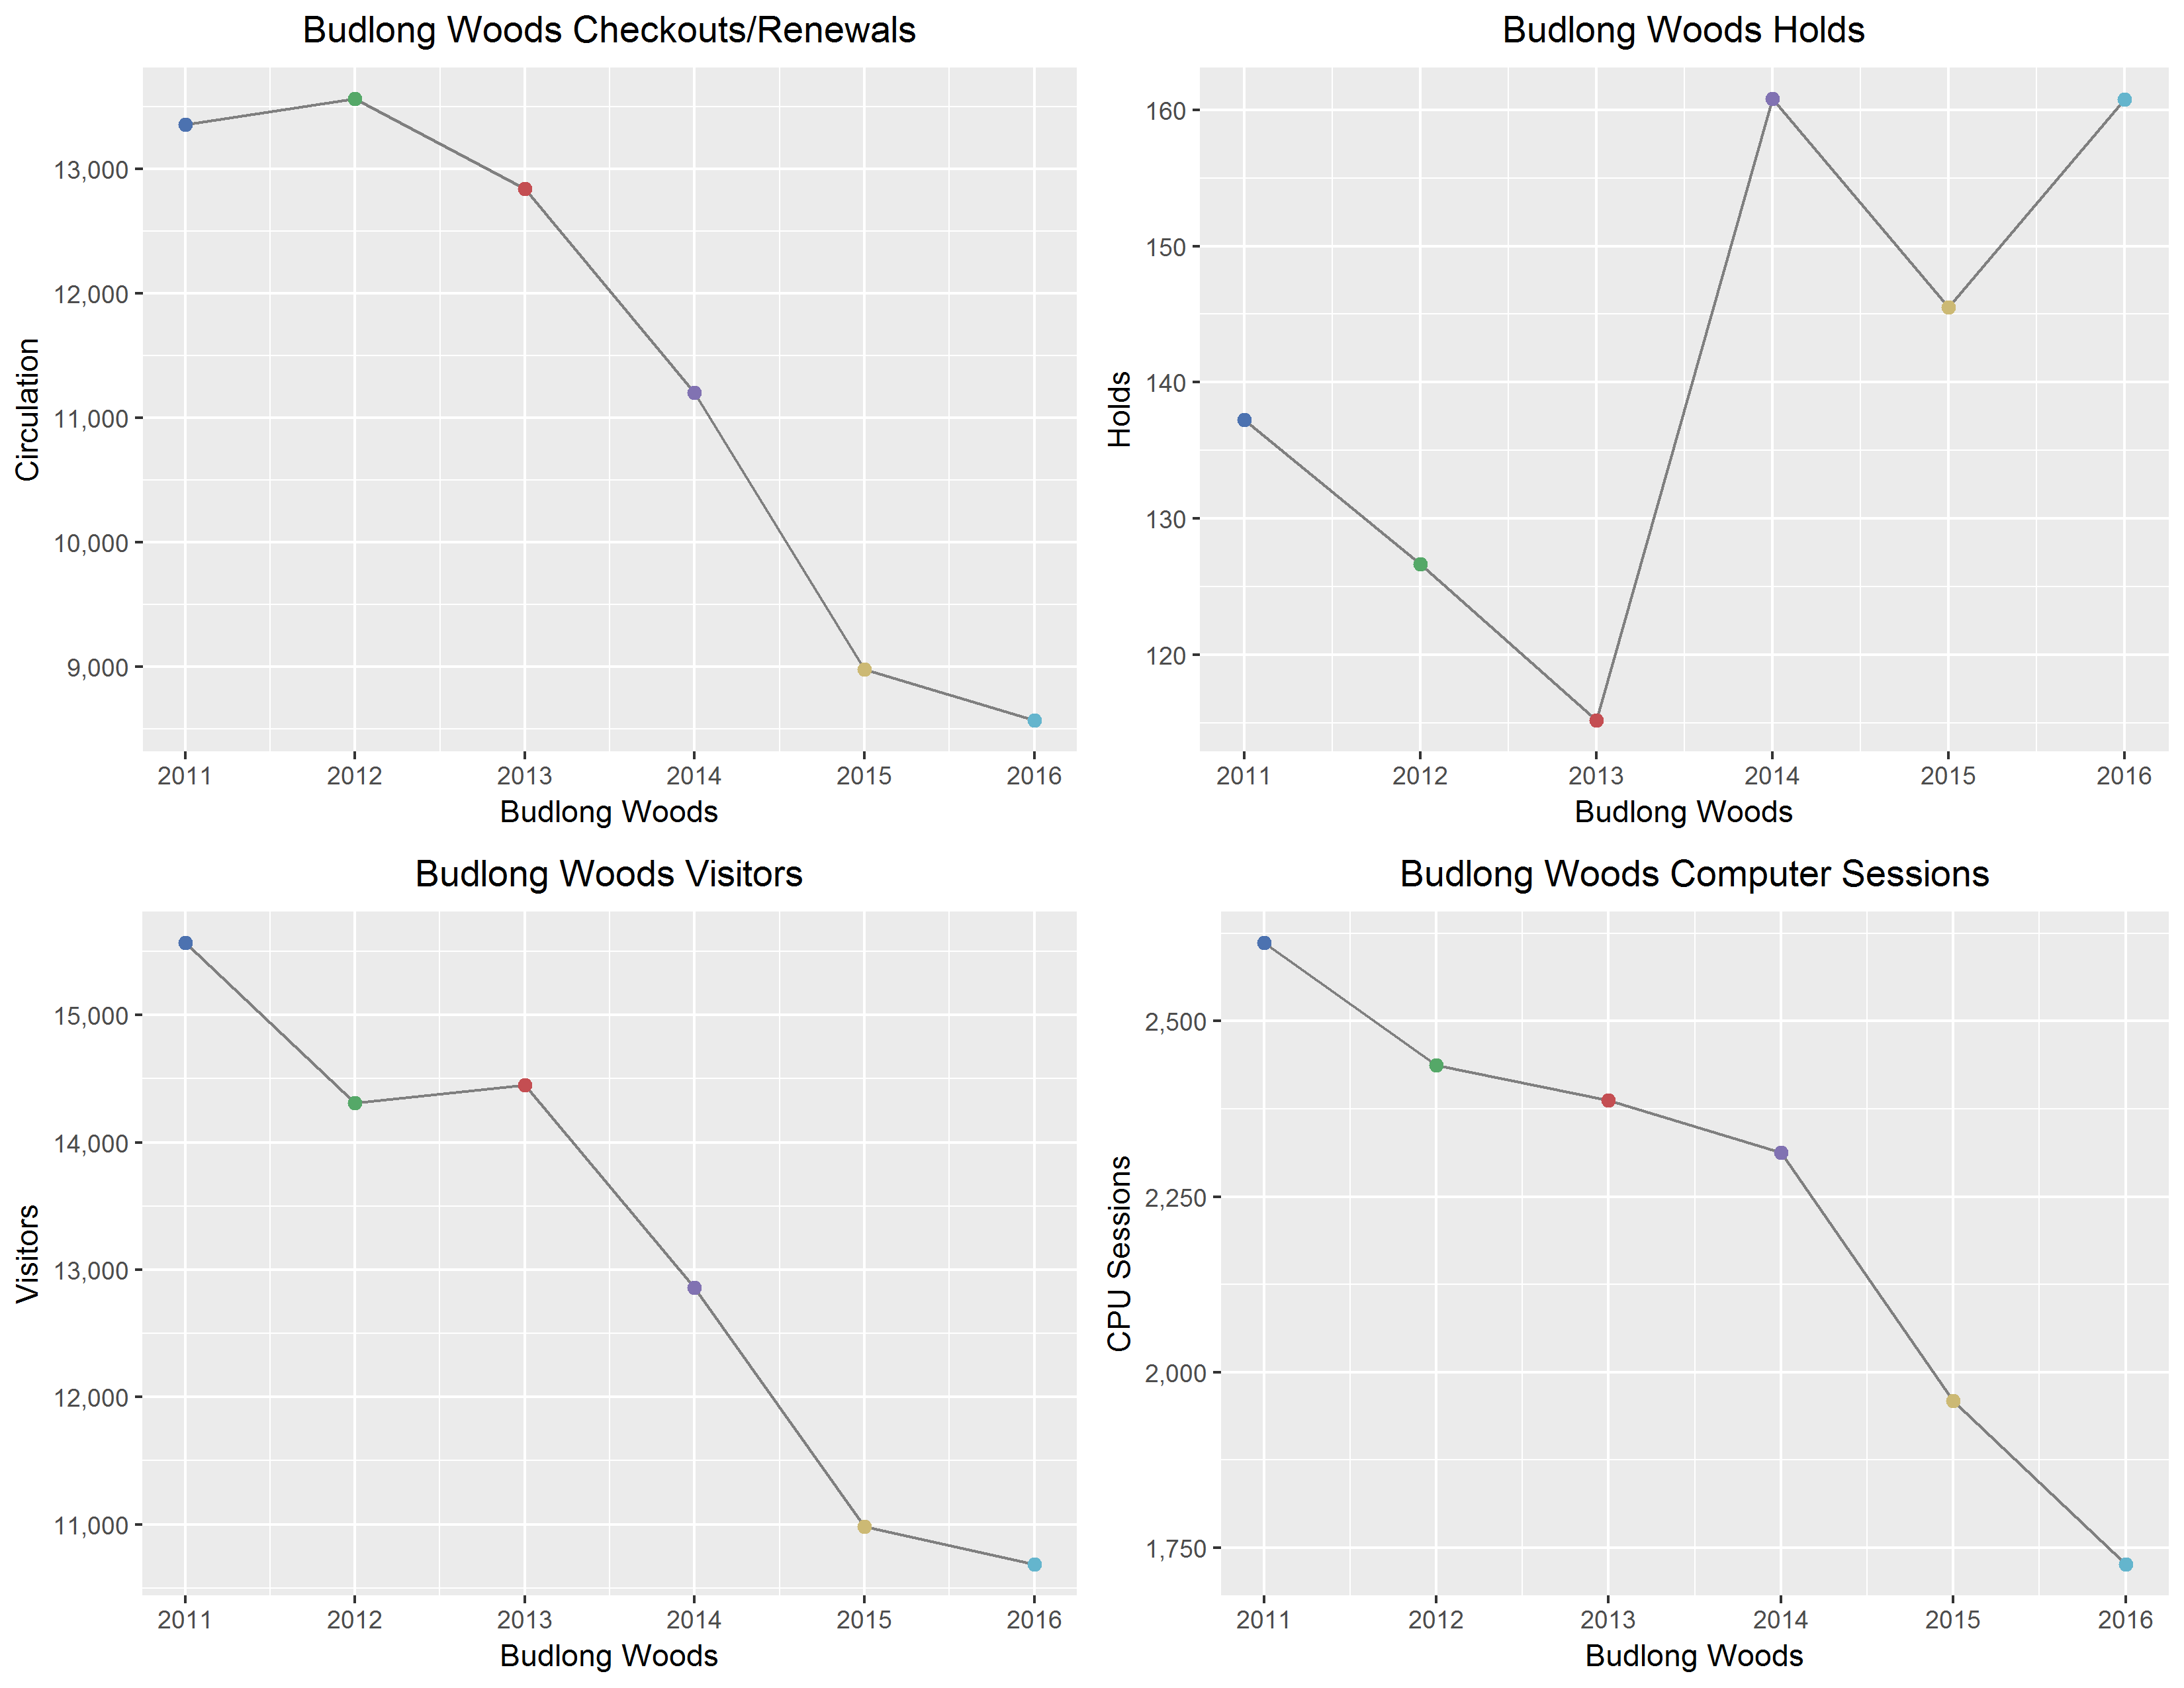 Budlong Woods Checkouts/Renewals
Circulation
13,000
12,000
11,000
10,000
9,000
2011 2012 2013 2014 2015 2016
Budlong Woods
Budlong Woods Holds
Holds
160
150
140
130
120
2011 2012 2013 2014 2015 2016
Budlong Woods
Budlong Woods Visitors
Visitors
15,000
14,000
13,000
12,000
11,000
2011 2012 2013 2014 2015 2016
Budlong Woods
Budlong Woods Computer Sessions
CPU Sessions
2,500
2,250
2,000
1,750
2011 2012 2013 2014 2015 2016
Budlong Woods